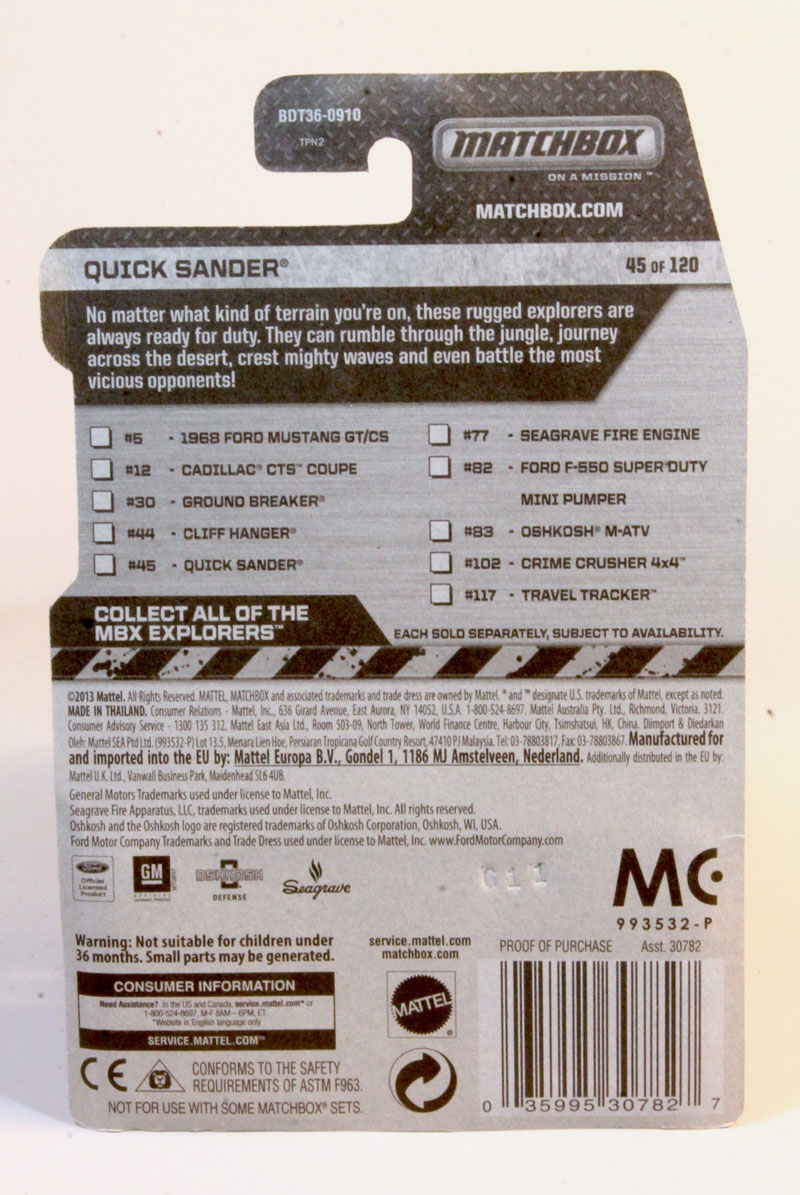 BDT36-0910
TPN2
MATCHBOX
ON A MISSION™
MATCHBOX.COM
QUICK SANDER®
45 OF 120
No matter what kind of terrain you're on, these rugged explorers are
always ready for duty. They can rumble through the jungle, journey
across the desert, crest mighty waves and even battle the most
vicious opponents!
#5 - 1968 FORD MUSTANG GT/CS
#12 - CADILLAC® CTS™ COUPE
#30 - GROUND BREAKER®
#44 - CLIFF HANGER®
#45 - QUICK SANDER®
#77 - SEAGRAVE FIRE ENGINE
#82 - FORD F-550 SUPER DUTY
MINI PUMPER
#83 - OSHKOSH® M-ATV
#102 - CRIME CRUSHER 4x4™
#117 - TRAVEL TRACKER™
COLLECT ALL OF THE
MBX EXPLORERS™
EACH SOLD SEPARATELY, SUBJECT TO AVAILABILITY.
©2013 Mattel. All Rights Reserved. MATTEL, MATCHBOX and associated trademarks and trade dress are owned by Mattel. ® and ™ designate U.S. trademarks of Mattel, except as noted.
MADE IN THAILAND. Consumer Relations - Mattel, Inc., 636 Girard Avenue, East Aurora, NY 14052, U.S.A. 1-800-524-8697. Mattel Australia Pty. Ltd., Richmond, Victoria. 3121.
Consumer Advisory Service - 1300 135 312. Mattel East Asia Ltd., Room 503-09, North Tower, World Finance Centre, Harbour City, Tsimshatsui, HK, China. Diimport & Diedarkan
Oleh: Mattel SEA Ptd Ltd. (993532-P) Lot 13.5, Menara Lien Hoe, Persiaran Tropicana Golf Country Resort, 47410 PJ Malaysia. Tel: 03-78803817, Fax: 03-78803867. Manufactured for
and imported into the EU by: Mattel Europa B.V., Gondel 1, 1186 MJ Amstelveen, Nederland. Additionally distributed in the EU by:
Mattel U.K. Ltd., Vanwall Business Park, Maidenhead SL6 4UB.
General Motors Trademarks used under license to Mattel, Inc.
Seagrave Fire Apparatus, LLC, trademarks used under license to Mattel, Inc. All rights reserved.
Oshkosh and the Oshkosh logo are registered trademarks of Oshkosh Corporation, Oshkosh, WI, USA.
Ford Motor Company Trademarks and Trade Dress used under license to Mattel, Inc. www.FordMotorCompany.com
Ford
Official
Licensed
Product
GM
OFFICIAL
OSHKOSH
DEFENSE
Seagrave
G11
MC
993532-P
Warning: Not suitable for children under
36 months. Small parts may be generated.
service.mattel.com
matchbox.com
PROOF OF PURCHASE Asst. 30782
CONSUMER INFORMATION
Need Assistance? In the US and Canada, service.mattel.com™ or
1-800-524-8697, M-F 8AM – 6PM, ET.
*Website in English language only
SERVICE.MATTEL.COM™
MATTEL®
CE
CONFORMS TO THE SAFETY
REQUIREMENTS OF ASTM F963.
NOT FOR USE WITH SOME MATCHBOX® SETS.
0 35995 30782 7